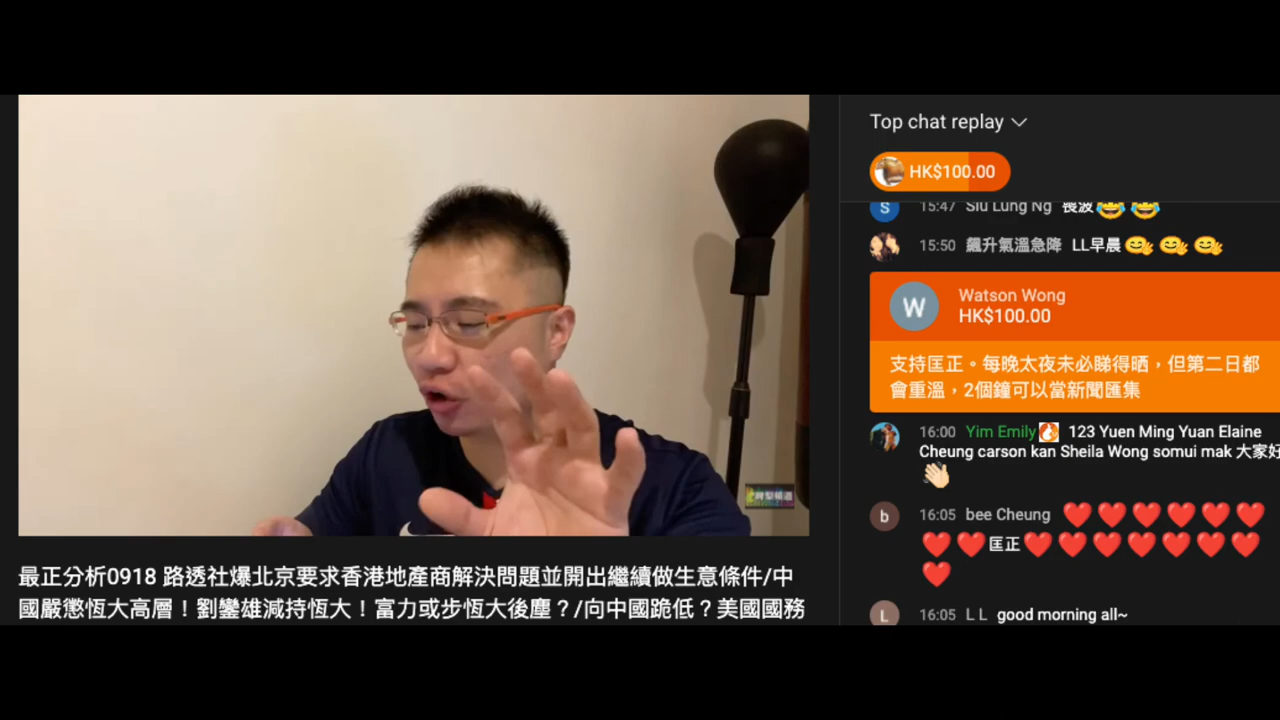 Top chat replay
HK$100.00
S 15:47 Siu Lung Ng 喪波
15:50 飆升氣溫急降 LL早晨
W Watson Wong
HK$100.00
支持匡正。每晚太夜未必睇得晒，但第二日都
會重溫，2個鐘可以當新聞匯集
16:00 Yim Emily 123 Yuen Ming Yuan Elaine
Cheung carson kan Sheila Wong somui mak 大家好
b 16:05 bee Cheung
匡正
L 16:05 L L good morning all~
最正分析0918 路透社爆北京要求香港地產商解決問題並開出繼續做生意條件/中
國嚴懲恆大高層！劉鑾雄減持恆大！富力或步恆大後塵？/向中國跪低？美國國務